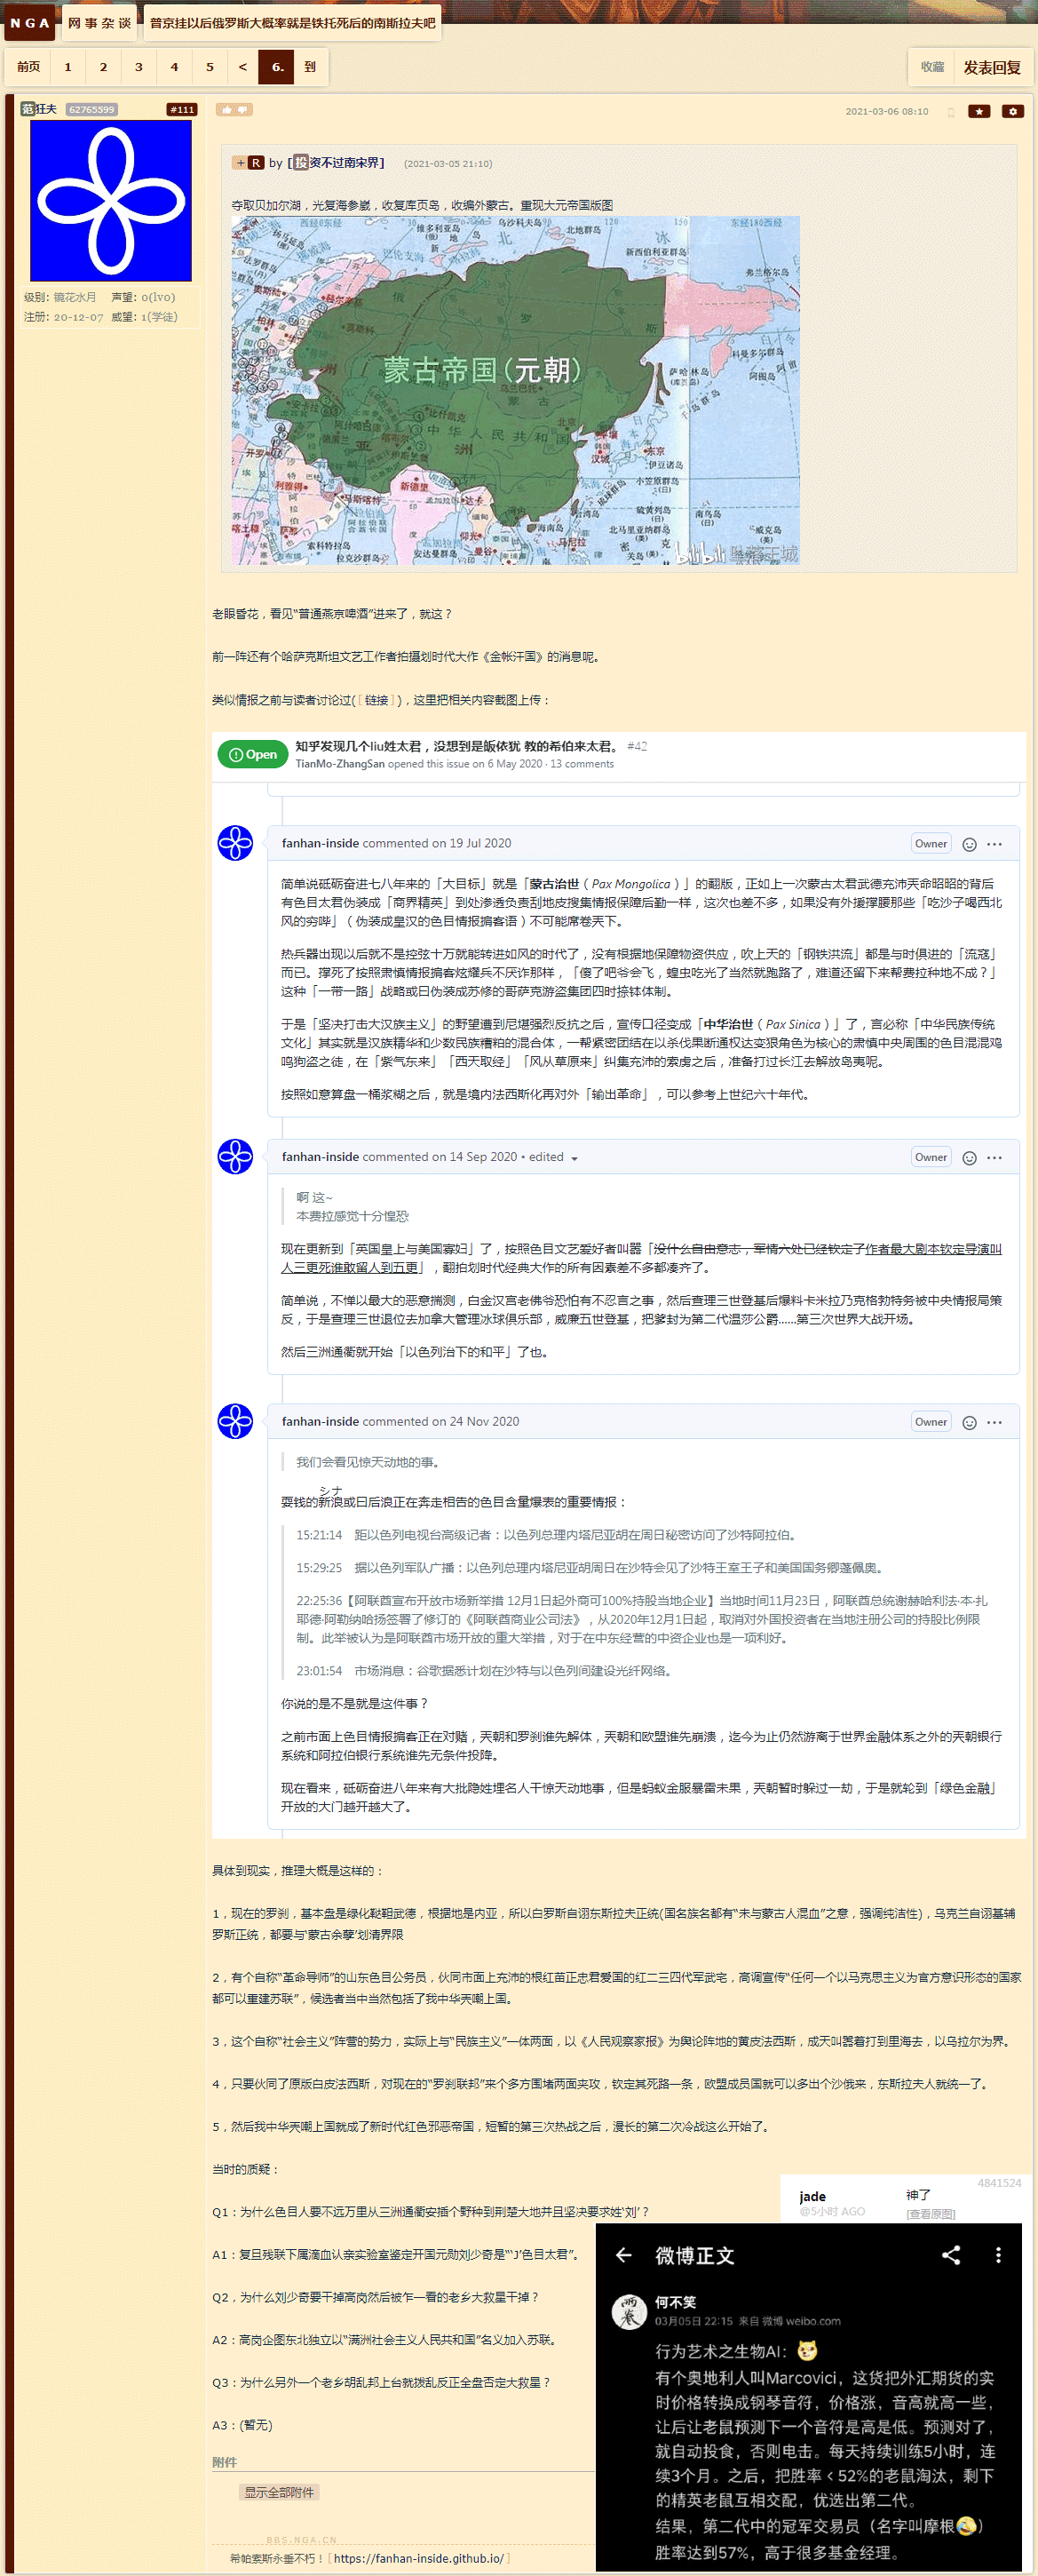 NGA 网事杂谈 普京挂以后俄罗斯大概率就是铁托死后的南斯拉夫吧
前页 1 2 3 4 5 < 6. 到 收藏 发表回复
范狂夫 62765599 #111
2021-03-06 08:10
级别: 镜花水月 声望: 0(lv0)
注册: 20-12-07 威望: 1(学徒)
+ R by [投资不过南宋界] (2021-03-05 21:10)
夺取贝加尔湖，光复海参崴，收复库页岛，收编外蒙古。重现大元帝国版图
蒙古帝国(元朝)
中华人民共和国
bilibili
老眼昏花，看见“普通燕京啤酒”进来了，就这？
前一阵还有个哈萨克斯坦文艺工作者拍摄划时代大作《金帐汗国》的消息呢。
类似情报之前与读者讨论过([链接])，这里把相关内容截图上传：
Open 知乎发现几个liu姓太君，没想到是皈依犹 教的希伯来太君。 #42
TianMo-ZhangSan opened this issue on 6 May 2020 · 13 comments
fanhan-inside commented on 19 Jul 2020 Owner
简单说砥砺奋进七八年来的「大目标」就是「蒙古治世（Pax Mongolica）」的翻版，正如上一次蒙古太君武德充沛天命昭昭的背后
有色目太君伪装成「商界精英」到处渗透负责刮地皮搜集情报保障后勤一样，这次也差不多，如果没有外援撑腰那些「吃沙子喝西北
风的穷哔」（伪装成皇汉的色目情报掮客语）不可能席卷天下。
热兵器出现以后就不是控弦十万就能转进如风的时代了，没有根据地保障物资供应，吹上天的「钢铁洪流」都是与时俱进的「流寇」
而已。撑死了按照肃慎情报掮客炫耀兵不厌诈那样，「傻了吧爷会飞，蝗虫吃光了当然就跑路了，难道还留下来帮费拉种地不成？」
这种「一带一路」战略或曰伪装成苏修的哥萨克游盗集团四时捺钵体制。
于是「坚决打击大汉族主义」的野望遭到尼堪强烈反抗之后，宣传口径变成「中华治世（Pax Sinica）」了，言必称「中华民族传统
文化」其实就是汉族精华和少数民族糟粕的混合体，一帮紧密团结在以杀伐果断通权达变狠角色为核心的肃慎中央周围的色目混混鸡
鸣狗盗之徒，在「紫气东来」「西天取经」「风从草原来」纠集充沛的索虏之后，准备打过长江去解放岛夷呢。
按照如意算盘一桶浆糊之后，就是境内法西斯化再对外「输出革命」，可以参考上世纪六十年代。
fanhan-inside commented on 14 Sep 2020 • edited Owner
啊 这~
本费拉感觉十分惶恐
现在更新到「英国皇上与美国寡妇」了，按照色目文艺爱好者叫嚣「没什么自由意志，军情六处已经钦定了作者最大剧本钦定导演叫
人三更死谁敢留人到五更」，翻拍划时代经典大作的所有因素差不多都凑齐了。
简单说，不惮以最大的恶意揣测，白金汉宫老佛爷恐怕有不忍言之事，然后查理三世登基后爆料卡米拉乃克格勃特务被中央情报局策
反，于是查理三世退位去加拿大管理冰球俱乐部，威廉五世登基，把爹封为第二代温莎公爵……第三次世界大战开场。
然后三洲通衢就开始「以色列治下的和平」了也。
fanhan-inside commented on 24 Nov 2020 Owner
我们会看见惊天动地的事。
シナ
耍钱的新浪或曰后浪正在奔走相告的色目含量爆表的重要情报：
15:21:14 距以色列电视台高级记者：以色列总理内塔尼亚胡在周日秘密访问了沙特阿拉伯。
15:29:25 据以色列军队广播：以色列总理内塔尼亚胡周日在沙特会见了沙特王室王子和美国国务卿蓬佩奥。
22:25:36【阿联酋宣布开放市场新举措 12月1日起外商可100%持股当地企业】当地时间11月23日，阿联酋总统谢赫哈利法·本·扎
耶德·阿勒纳哈扬签署了修订的《阿联酋商业公司法》，从2020年12月1日起，取消对外国投资者在当地注册公司的持股比例限
制。此举被认为是阿联酋市场开放的重大举措，对于在中东经营的中资企业也是一项利好。
23:01:54 市场消息：谷歌据悉计划在沙特与以色列间建设光纤网络。
你说的是不是就是这件事？
之前市面上色目情报掮客正在对赌，天朝和罗刹谁先解体，天朝和欧盟谁先崩溃，迄今为止仍然游离于世界金融体系之外的天朝银行
系统和阿拉伯银行系统谁先无条件投降。
现在看来，砥砺奋进八年来有大批隐姓埋名人干惊天动地事，但是蚂蚁金服暴雷未果，天朝暂时躲过一劫，于是就轮到「绿色金融」
开放的大门越开越大了。
具体到现实，推理大概是这样的：
1，现在的罗刹，基本盘是绿化鞑靼武德，根据地是内亚，所以白罗斯自诩东斯拉夫正统(国名族名都有“未与蒙古人混血”之意，强调纯洁性)，乌克兰自诩基辅
罗斯正统，都要与‘蒙古余孽’划清界限
2，有个自称“革命导师”的山东色目公务员，伙同市面上充沛的根红苗正忠君爱国的红二三四代军武宅，高调宣传“任何一个以马克思主义为官方意识形态的国家
都可以重建苏联”，候选者当中当然包括了我中华兲嘲上国。
3，这个自称“社会主义”阵营的势力，实际上与“民族主义”一体两面，以《人民观察家报》为舆论阵地的黄皮法西斯，成天叫嚣着打到里海去，以乌拉尔为界。
4，只要伙同了原版白皮法西斯，对现在的“罗刹联邦”来个多方围堵两面夹攻，钦定其死路一条，欧盟成员国就可以多出个沙俄来，东斯拉夫人就统一了。
5，然后我中华兲嘲上国就成了新时代红色邪恶帝国，短暂的第三次热战之后，漫长的第二次冷战这么开始了。
当时的质疑：
Q1：为什么色目人要不远万里从三洲通衢安插个野种到荆楚大地并且坚决要求姓‘刘’？
A1：复旦残联下属滴血认亲实验室鉴定开国元勋刘少奇是“‘J’色目太君”。
Q2，为什么刘少奇要干掉高岗然后被乍一看的老乡大救星干掉？
A2：高岗企图东北独立以“满洲社会主义人民共和国”名义加入苏联。
Q3：为什么另外一个老乡胡乱邦上台就拨乱反正全盘否定大救星？
A3：(暂无)
附件
显示全部附件
BBS.NGA.CN
希帕索斯永垂不朽！[https://fanhan-inside.github.io/]
4841524
jade 神了
@5小时 AGO [查看原图]
微博正文
何不笑
03月05日 22:15 来自 微博 weibo.com
行为艺术之生物AI：
有个奥地利人叫Marcovici，这货把外汇期货的实
时价格转换成钢琴音符，价格涨，音高就高一些，
让后让老鼠预测下一个音符是高是低。预测对了，
就自动投食，否则电击。每天持续训练5小时，连
续3个月。之后，把胜率＜52%的老鼠淘汰，剩下
的精英老鼠互相交配，优选出第二代。
结果，第二代中的冠军交易员（名字叫摩根）
胜率达到57%，高于很多基金经理。